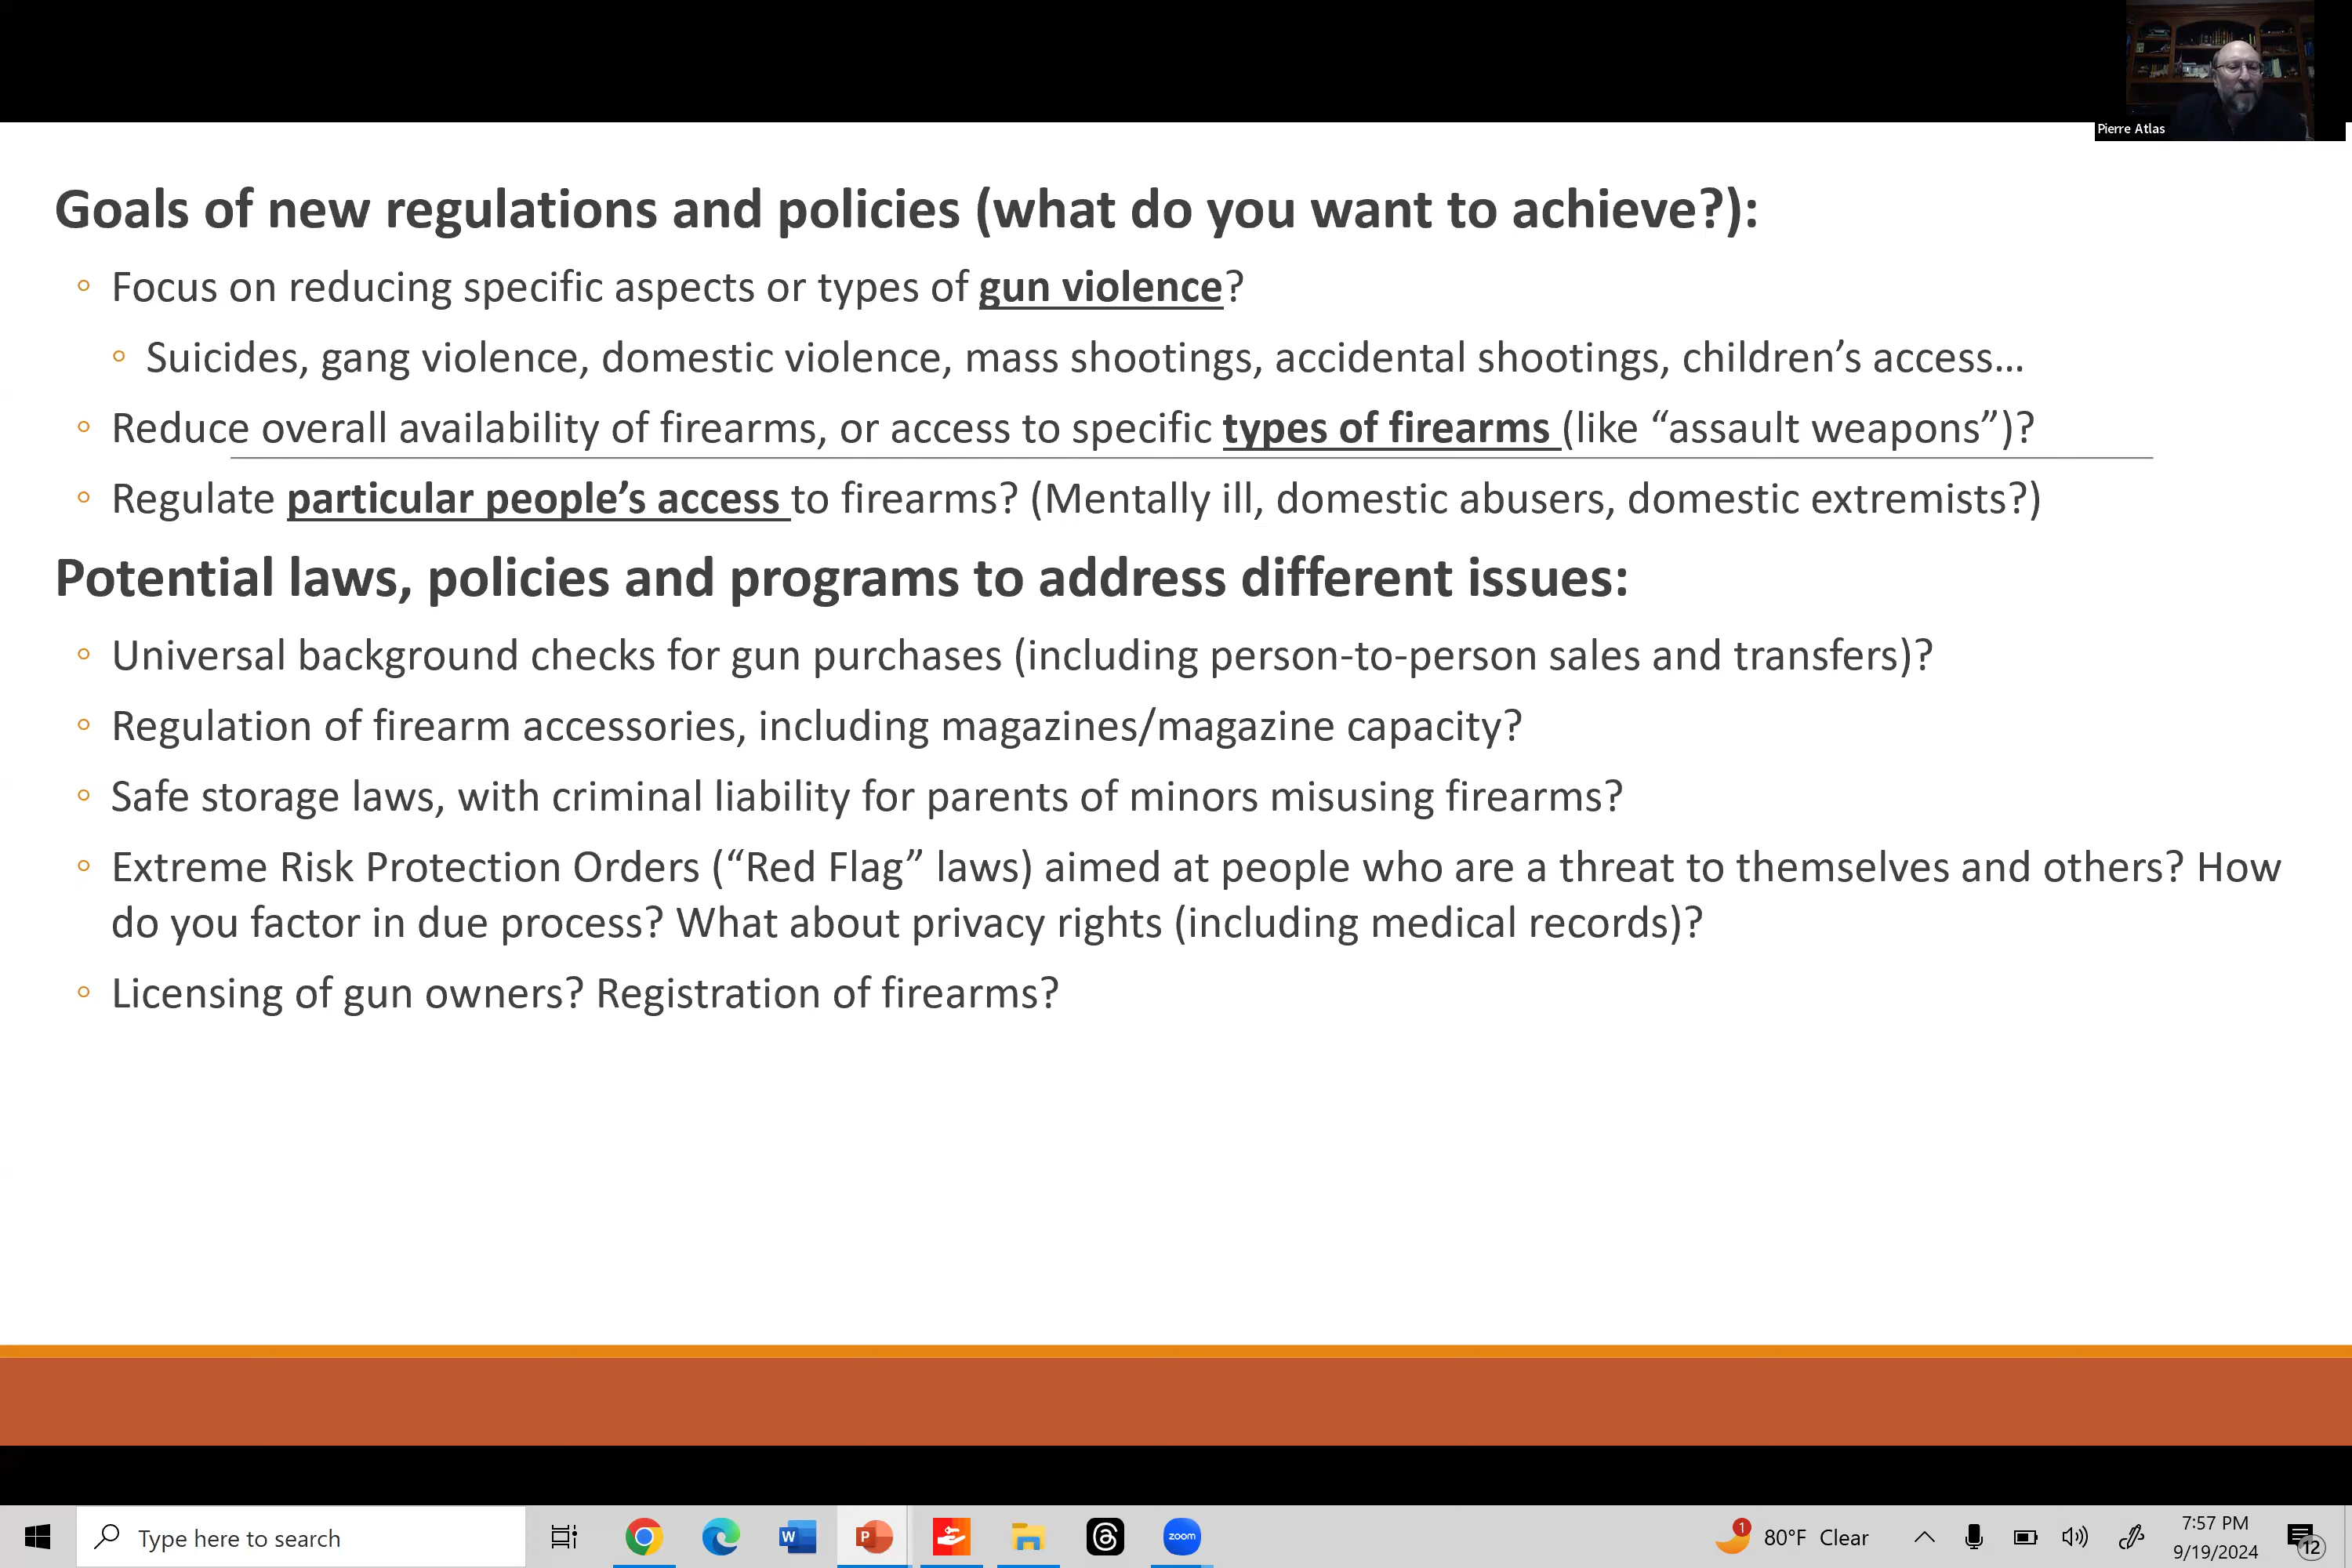 Pierre Atlas
Goals of new regulations and policies (what do you want to achieve?):
Focus on reducing specific aspects or types of gun violence?
Suicides, gang violence, domestic violence, mass shootings, accidental shootings, children’s access…
Reduce overall availability of firearms, or access to specific types of firearms (like “assault weapons”)?
Regulate particular people’s access to firearms? (Mentally ill, domestic abusers, domestic extremists?)
Potential laws, policies and programs to address different issues:
Universal background checks for gun purchases (including person-to-person sales and transfers)?
Regulation of firearm accessories, including magazines/magazine capacity?
Safe storage laws, with criminal liability for parents of minors misusing firearms?
Extreme Risk Protection Orders (“Red Flag” laws) aimed at people who are a threat to themselves and others? How
do you factor in due process? What about privacy rights (including medical records)?
Licensing of gun owners? Registration of firearms?
Type here to search
W
P
zoom
1
80°F Clear
7:57 PM
9/19/2024
12